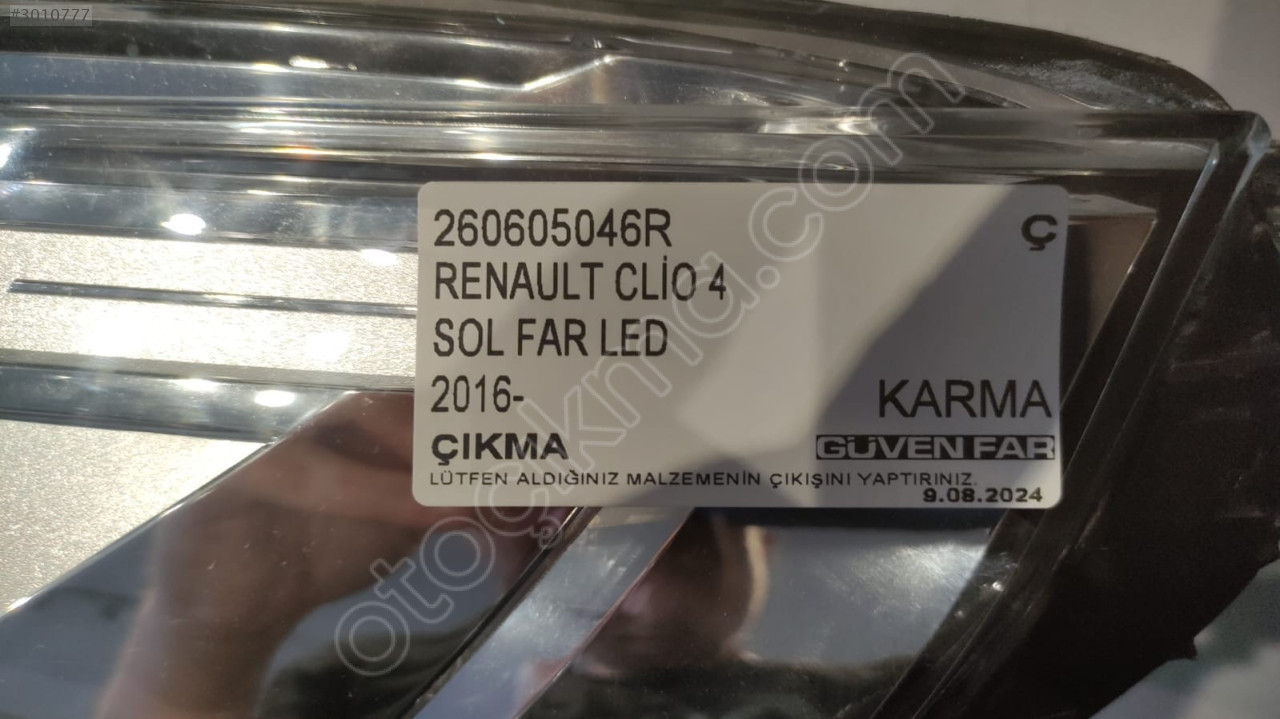 #3010777
260605046R
Ç
RENAULT CLİO 4
SOL FAR LED
2016-
KARMA
ÇIKMA
GÜVEN FAR
LÜTFEN ALDIĞINIZ MALZEMENİN ÇIKIŞINI YAPTIRINIZ.
9.08.2024
otoçıkma.com